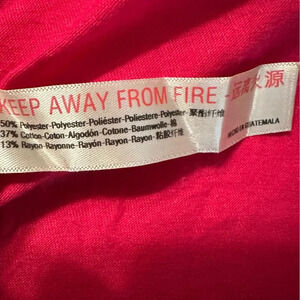 KEEP AWAY FROM FIRE - 远离火源
50% Polyester-Polyester-Poliéster-Poliestere-Polyester- 聚酯纤维
37% Cotton-Coton-Algodón-Cotone-Baumwolle- 棉
13% Rayon-Rayonne-Rayón-Rayon-Rayon- 粘胶纤维
HECHO EN GUATEMALA